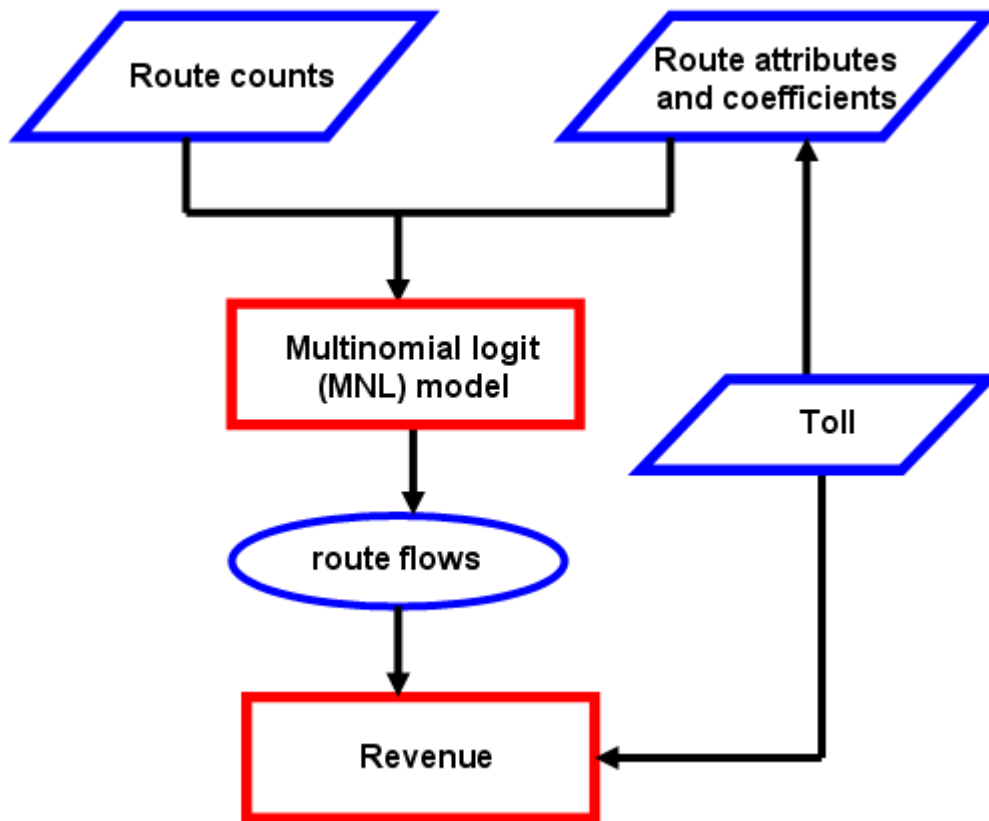 Route counts
Route attributes
and coefficients
Multinomial logit
(MNL) model
Toll
route flows
Revenue